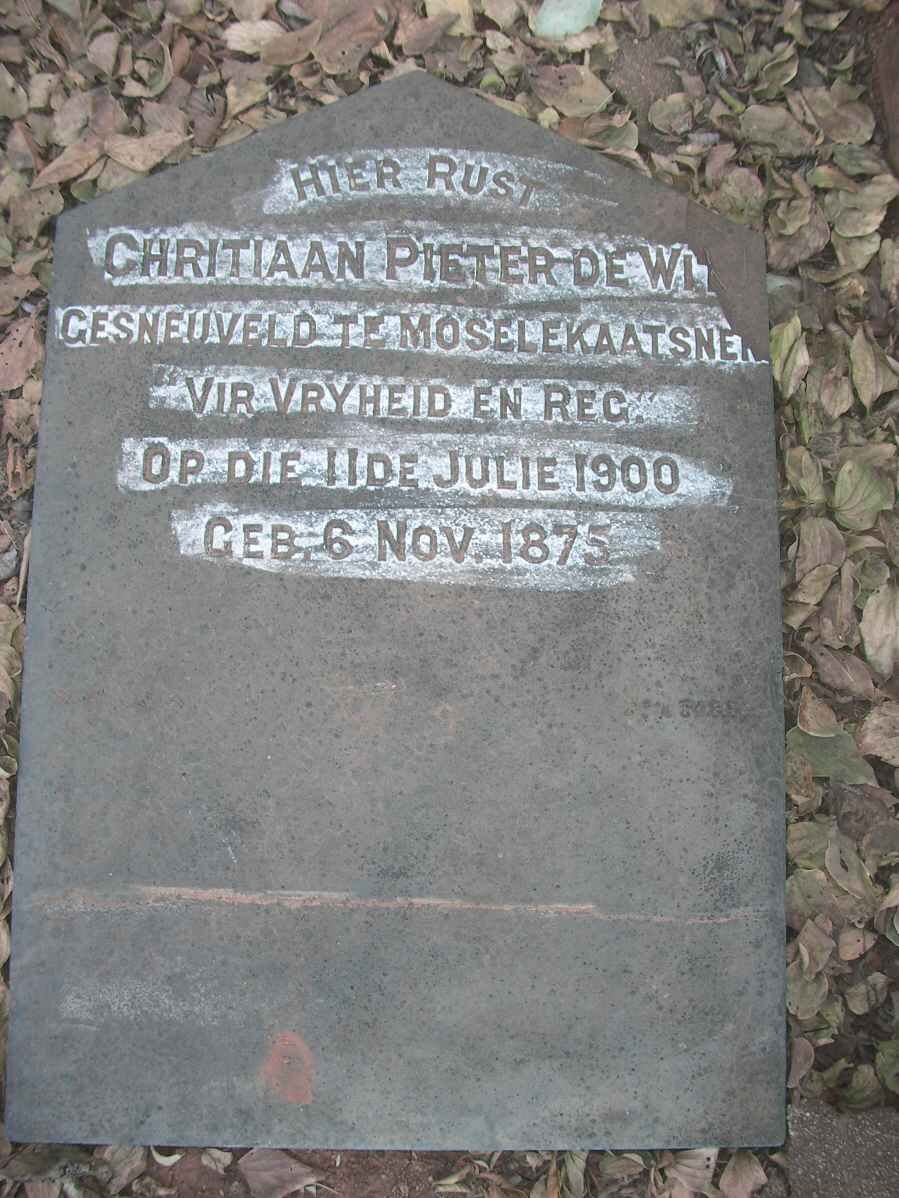 HIER RUST
CHRITIAAN PIETER DE WIT
GESNEUVELD TE MOSELEKAATSNEK
"VIR VRYHEID EN REG"
OP DIE 11DE JULIE 1900
GEB. 6 NOV. 1875